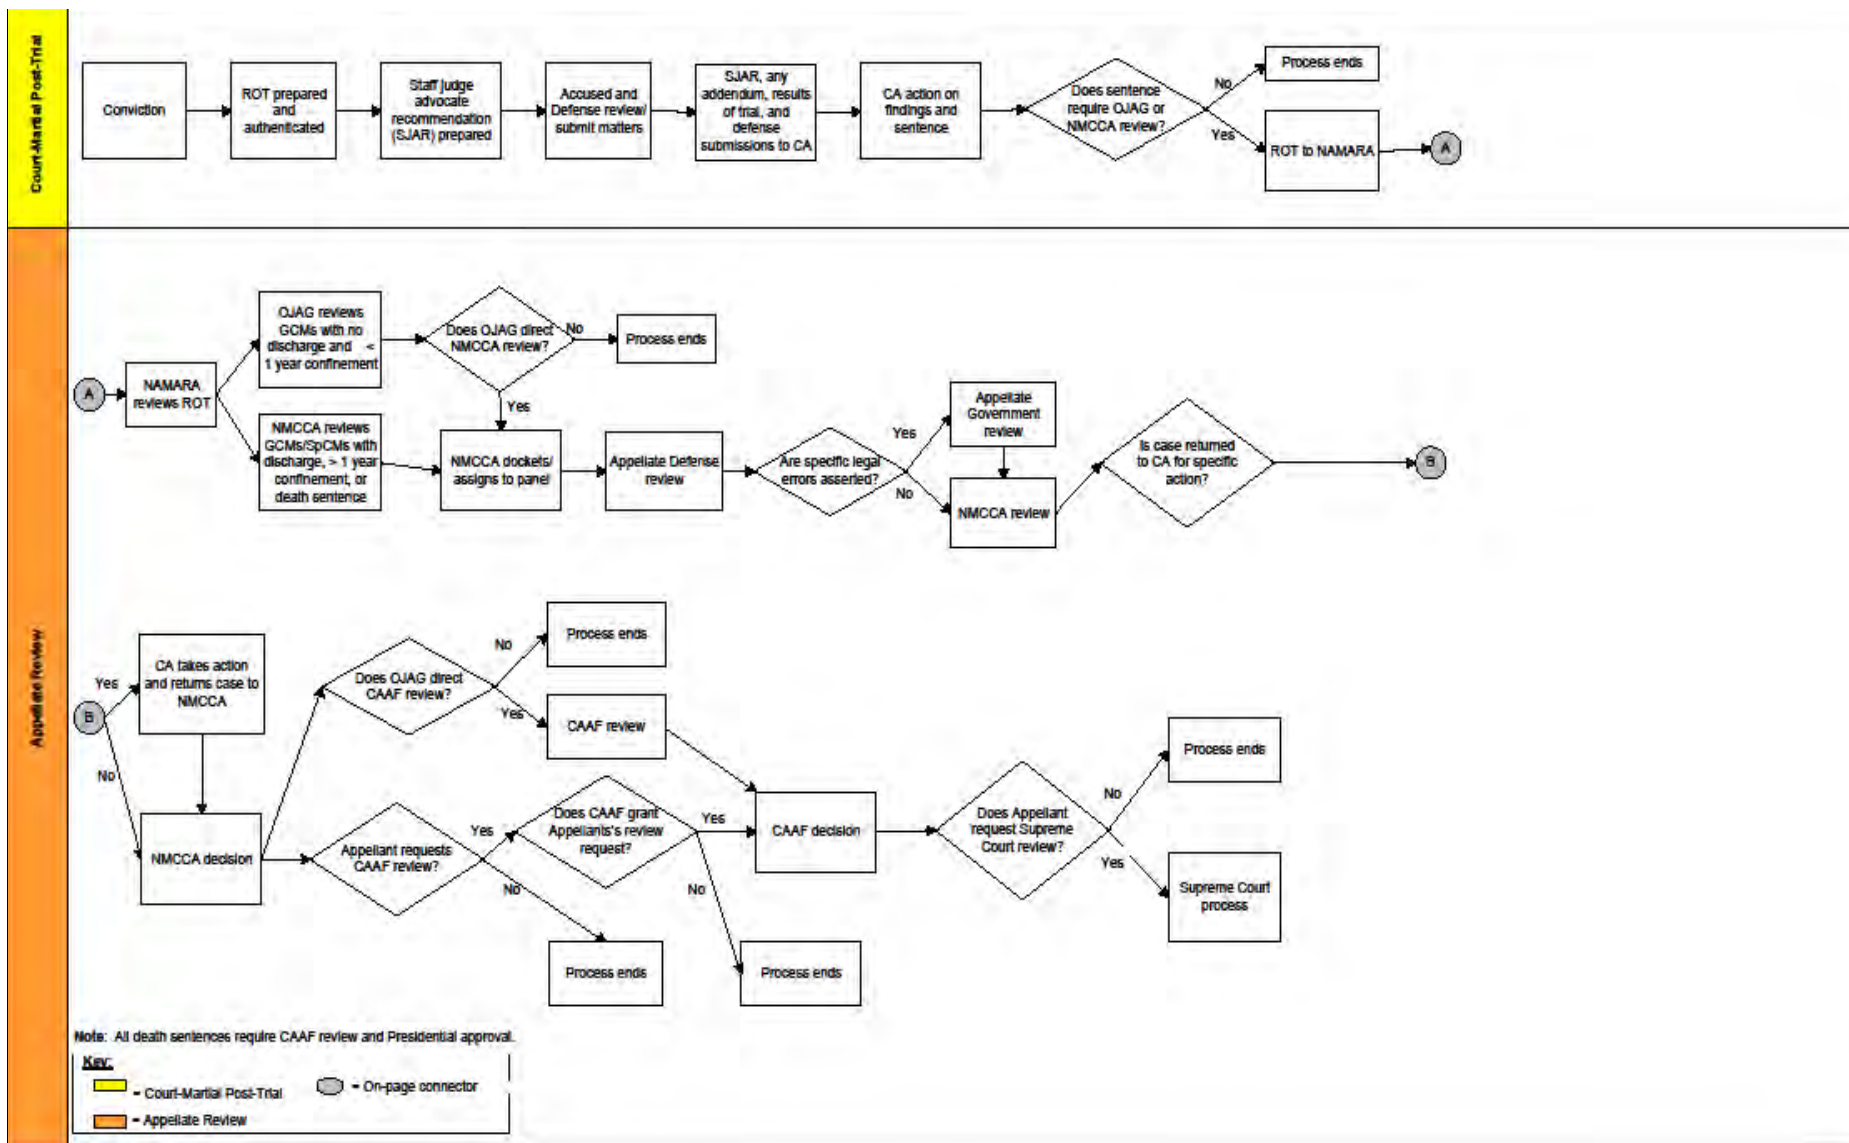 Court-Martial Post-Trial
Conviction
ROT prepared
and
authenticated
Staff judge
advocate
recommendation
(SJAR) prepared
Accused and
Defense review/
submit matters
SJAR, any
addendum, results
of trial, and
defense
submissions to CA
CA action on
findings and
sentence
Does sentence
require OJAG or
NMCCA review?
No
Process ends
Yes
ROT to NAMARA
A
Appellate Review
A
NAMARA
reviews ROT
OJAG reviews
GCMs with no
discharge and <
1 year confinement
Does OJAG direct
NMCCA review?
No
Process ends
Yes
NMCCA reviews
GCMs/SpCMs with
discharge, > 1 year
confinement, or
death sentence
NMCCA dockets/
assigns to panel
Appellate Defense
review
Are specific legal
errors asserted?
Yes
No
Appellate
Government
review
NMCCA review
Is case returned
to CA for specific
action?
B
B
Yes
No
CA takes action
and returns case to
NMCCA
NMCCA decision
Does OJAG direct
CAAF review?
No
Process ends
Yes
CAAF review
Appellant requests
CAAF review?
Yes
No
Process ends
Does CAAF grant
Appellants's review
request?
Yes
No
Process ends
CAAF decision
Does Appellant
request Supreme
Court review?
No
Process ends
Yes
Supreme Court
process
Note: All death sentences require CAAF review and Presidential approval.
Key:
= Court-Martial Post-Trial
= On-page connector
= Appellate Review